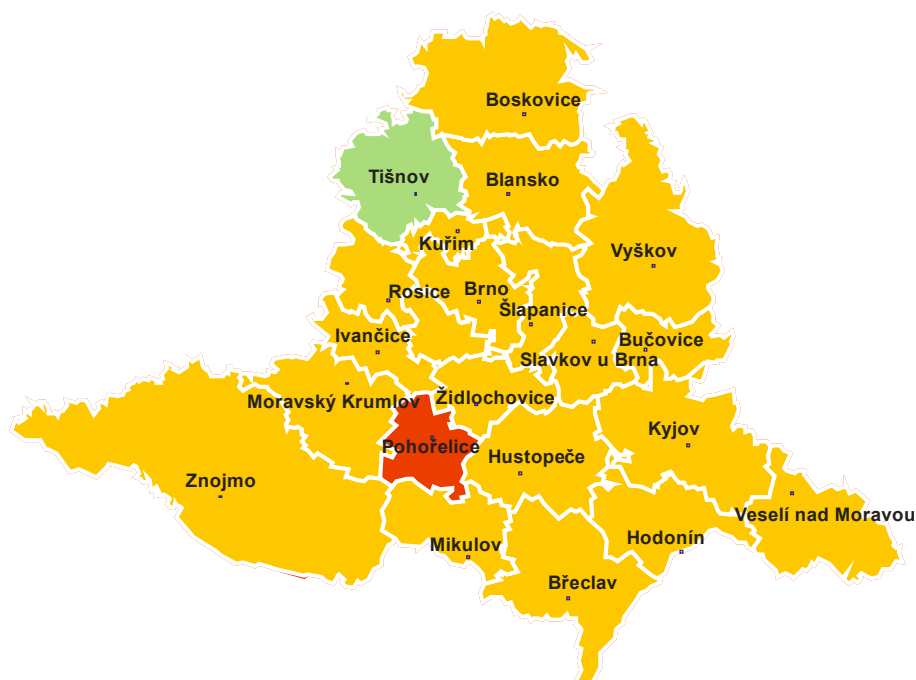 Boskovice
Tišnov
Blansko
Kuřim
Vyškov
Rosice
Brno
Šlapanice
Ivančice
Bučovice
Slavkov u Brna
Moravský Krumlov
Židlochovice
Kyjov
Pohořelice
Hustopeče
Znojmo
Veselí nad Moravou
Mikulov
Hodonín
Břeclav